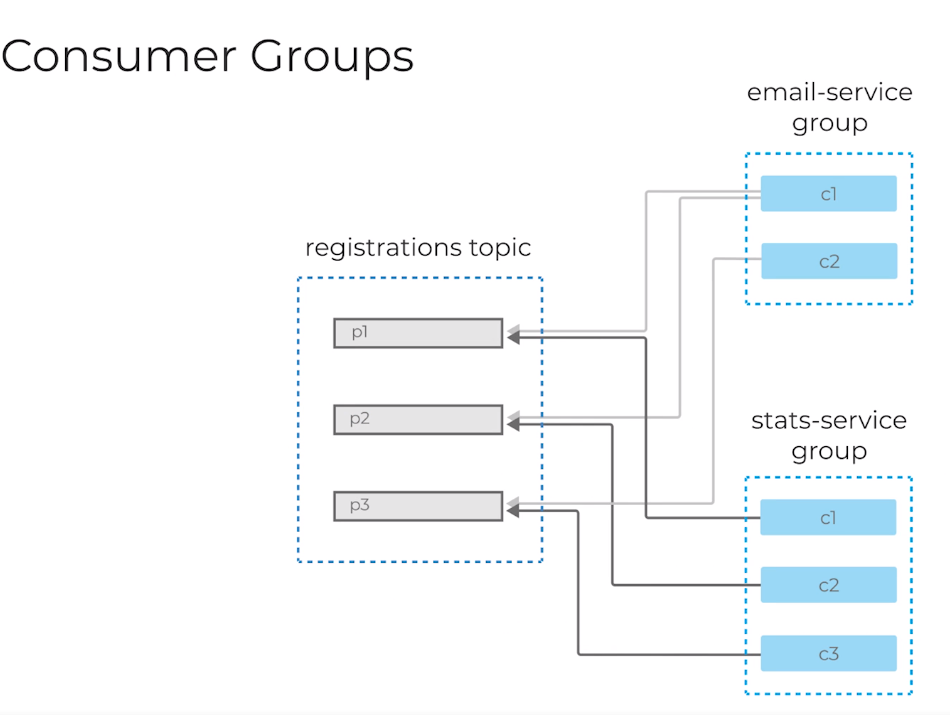 Consumer Groups
email-service
group
c1
c2
registrations topic
p1
p2
p3
stats-service
group
c1
c2
c3